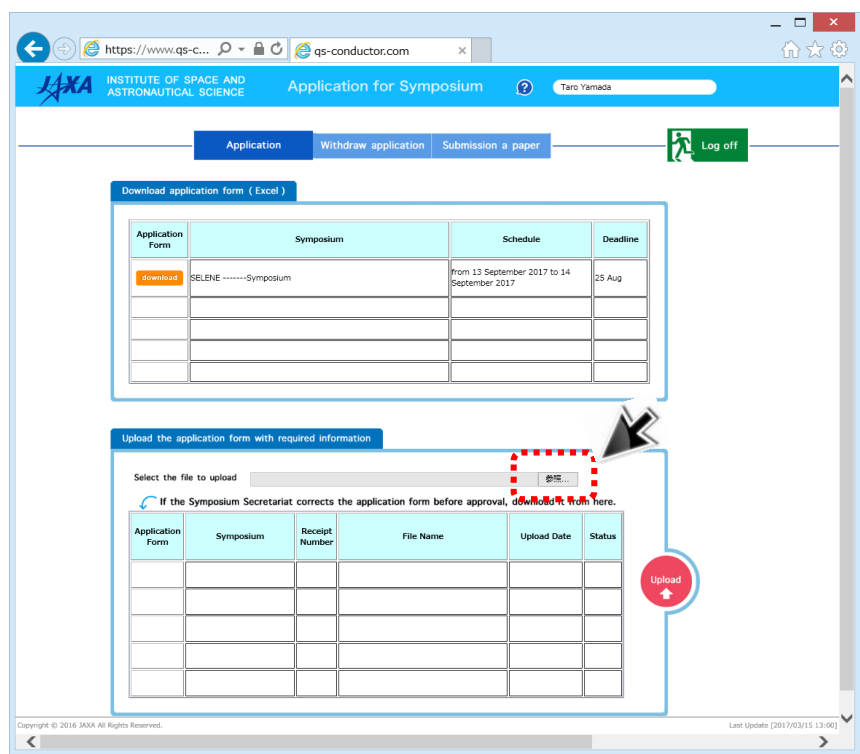 https://www.qs-c...
qs-conductor.com
JAXA
INSTITUTE OF SPACE AND
ASTRONAUTICAL SCIENCE
Application for Symposium
?
Taro Yamada
Application
Withdraw application
Submission a paper
Log off
Download application form ( Excel )
Application
Form
Symposium
Schedule
Deadline
download
SELENE -------Symposium
from 13 September 2017 to 14
September 2017
25 Aug
Upload the application form with required information
Select the file to upload
参照...
If the Symposium Secretariat corrects the application form before approval, download it from here.
Application
Form
Symposium
Receipt
Number
File Name
Upload Date
Status
Upload
Copyright © 2016 JAXA All Rights Reserved.
Last Update [2017/03/15 13:00]